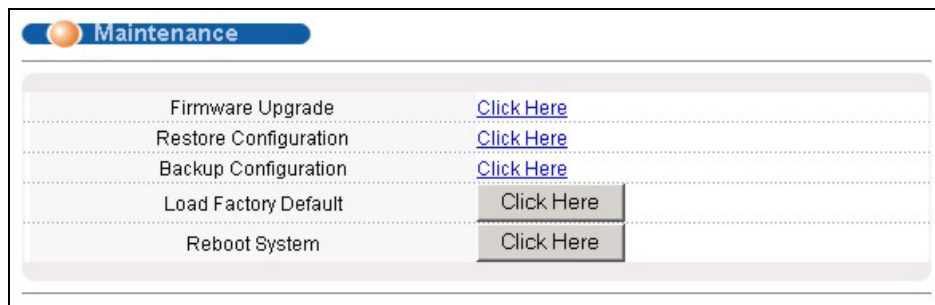 Maintenance
Firmware Upgrade Click Here
Restore Configuration Click Here
Backup Configuration Click Here
Load Factory Default Click Here
Reboot System Click Here